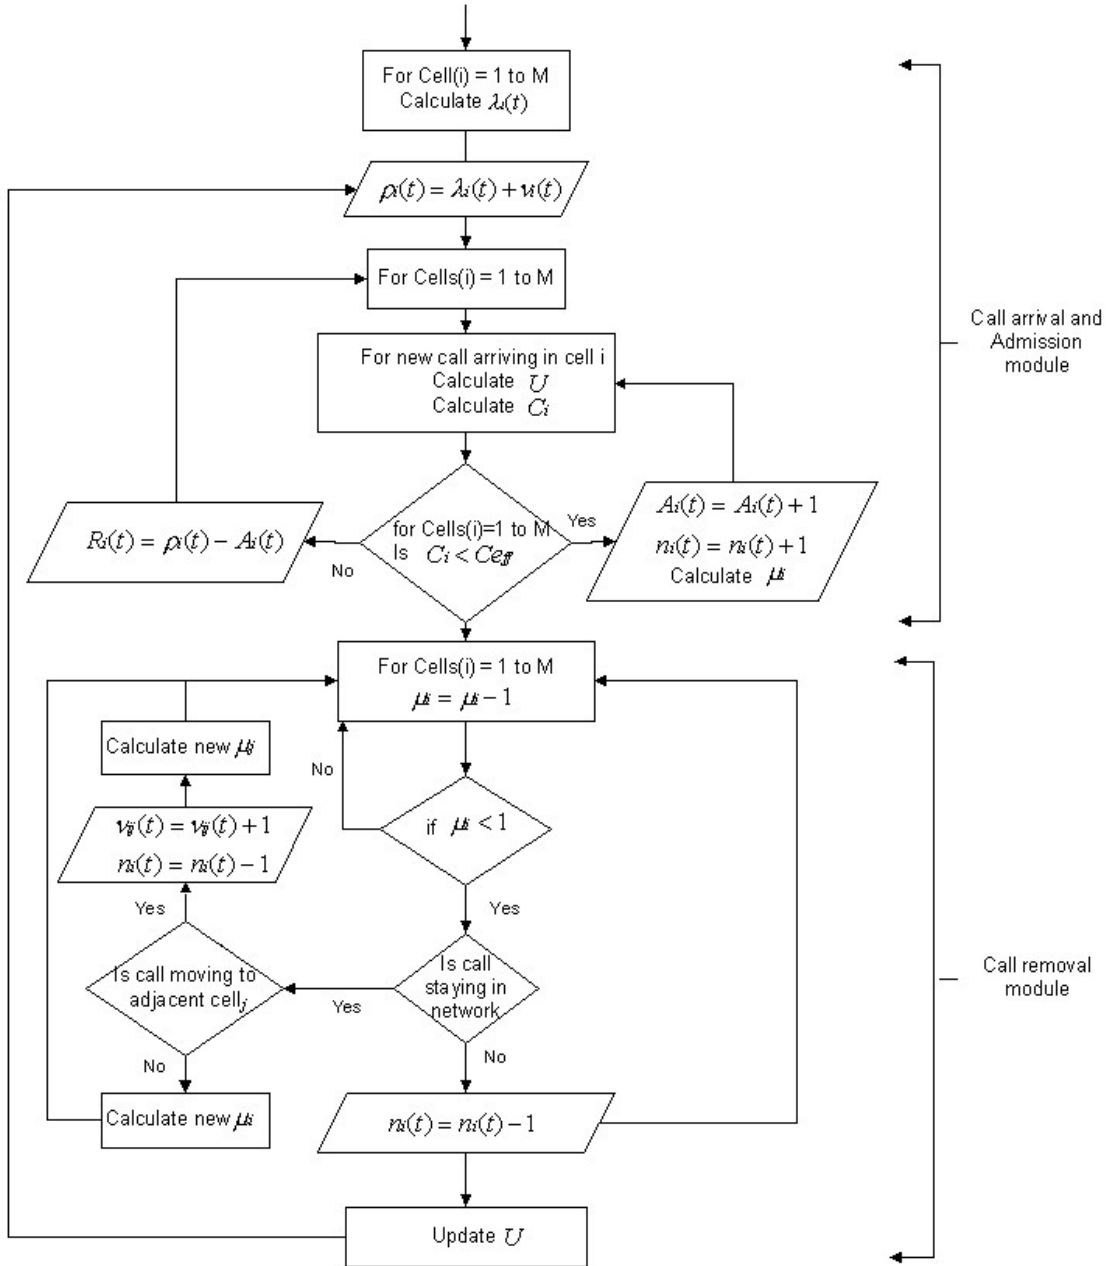 For Cell(i) = 1 to M
Calculate λi(t)
ρi(t) = λi(t) + νi(t)
For Cells(i) = 1 to M
For new call arriving in cell i
Calculate U
Calculate Ci
Call arrival and
Admission
module
Ri(t) = ρi(t) − Ai(t)
No
for Cells(i)=1 to M
Is Ci < Ceff
Yes
Ai(t) = Ai(t) + 1
ni(t) = ni(t) + 1
Calculate μi
For Cells(i) = 1 to M
μi = μi − 1
Calculate new μij
No
if μi < 1
νij(t) = νij(t) + 1
ni(t) = ni(t) − 1
Yes
Yes
Is call moving to
adjacent cellj
Yes
Is call
staying in
network
Call removal
module
No
No
Calculate new μi
ni(t) = ni(t) − 1
Update U